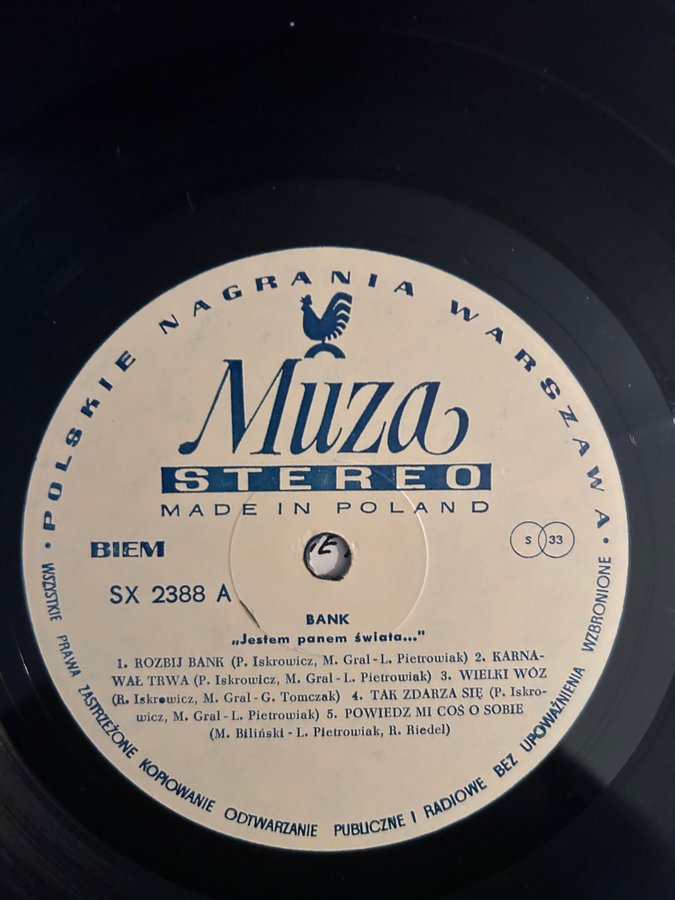 • POLSKIE NAGRANIA WARSZAWA •
Muza
STEREO
MADE IN POLAND
BIEM
S 33
SX 2388 A
BANK
„Jestem panem świata..."
1. ROZBIJ BANK (P. Iskrowicz, M. Gral - L. Pietrowiak) 2. KARNA-
WAŁ TRWA (P. Iskrowicz, M. Gral - L. Pietrowiak) 3. WIELKI WÓZ
(R. Iskrowicz, M. Gral - G. Tomczak) 4. TAK ZDARZA SIĘ (P. Iskro-
wicz, M. Gral - L. Pietrowiak) 5. POWIEDZ MI COŚ O SOBIE
(M. Biliński - L. Pietrowiak, R. Riedel)
WSZYSTKIE PRAWA ZASTRZEŻONE KOPIOWANIE ODTWARZANIE PUBLICZNE I RADIOWE BEZ UPOWAŻNIENIA WZBRONIONE